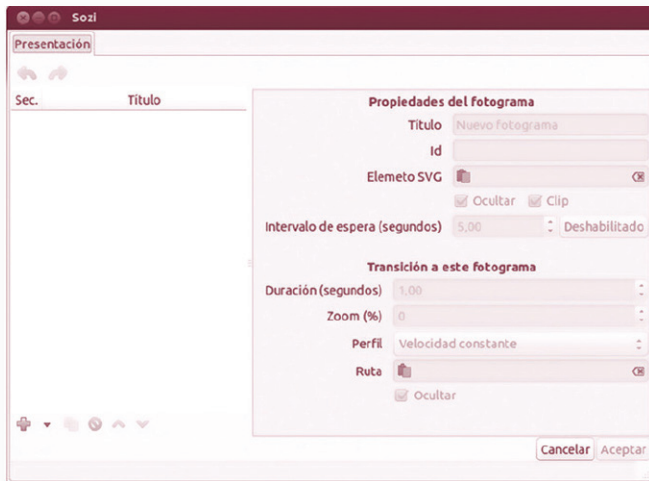 Sozi
Presentación
Sec. Título
Propiedades del fotograma
Título Nuevo fotograma
Id
Elemeto SVG
Ocultar Clip
Intervalo de espera (segundos) 5,00 Deshabilitado
Transición a este fotograma
Duración (segundos) 1,00
Zoom (%) 0
Perfil Velocidad constante
Ruta
Ocultar
Cancelar Aceptar